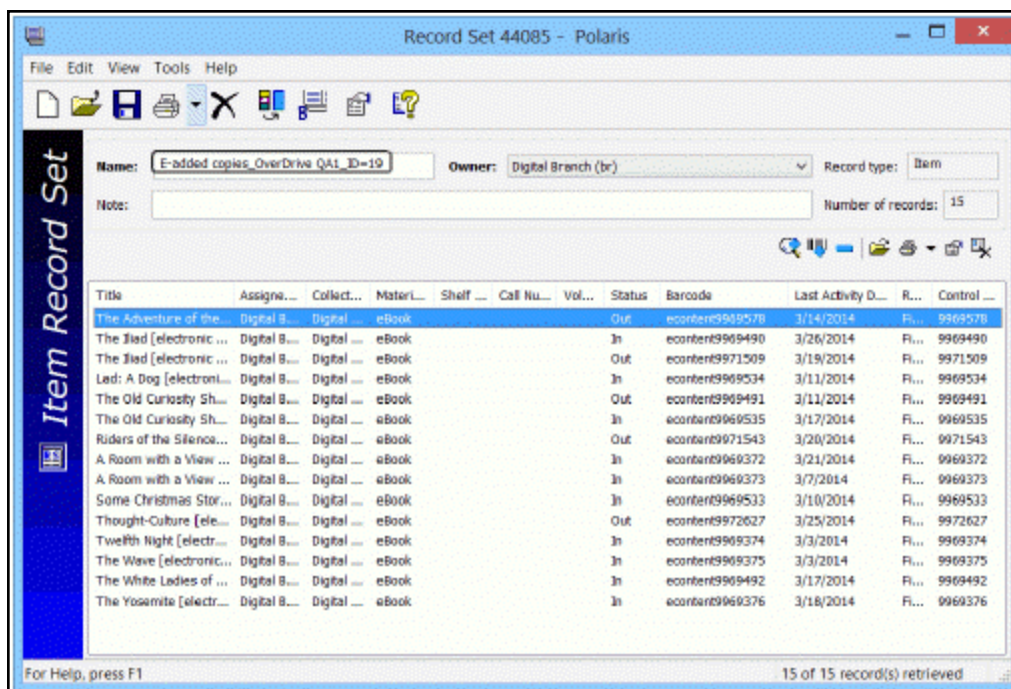 Record Set 44085 - Polaris
File Edit View Tools Help
Item Record Set
Name: E-added copies_OverDrive QA1_ID=19 Owner: Digital Branch (br) Record type: Item
Note: Number of records: 15
Title Assigne... Collect... Materi... Shelf ... Call Nu... Vol... Status Barcode Last Activity D... R... Control ...
The Adventure of the... Digital B... Digital ... eBook Out econtent9969578 3/14/2014 Fi... 9969578
The Iliad [electronic ... Digital B... Digital ... eBook In econtent9969490 3/26/2014 Fi... 9969490
The Iliad [electronic ... Digital B... Digital ... eBook Out econtent9971509 3/19/2014 Fi... 9971509
Lad: A Dog [electroni... Digital B... Digital ... eBook In econtent9969534 3/11/2014 Fi... 9969534
The Old Curiosity Sh... Digital B... Digital ... eBook Out econtent9969491 3/11/2014 Fi... 9969491
The Old Curiosity Sh... Digital B... Digital ... eBook In econtent9969535 3/17/2014 Fi... 9969535
Riders of the Silence... Digital B... Digital ... eBook Out econtent9971543 3/20/2014 Fi... 9971543
A Room with a View ... Digital B... Digital ... eBook In econtent9969372 3/21/2014 Fi... 9969372
A Room with a View ... Digital B... Digital ... eBook In econtent9969373 3/7/2014 Fi... 9969373
Some Christmas Stor... Digital B... Digital ... eBook In econtent9969533 3/10/2014 Fi... 9969533
Thought-Culture [ele... Digital B... Digital ... eBook Out econtent9972627 3/25/2014 Fi... 9972627
Twelfth Night [electr... Digital B... Digital ... eBook In econtent9969374 3/3/2014 Fi... 9969374
The Wave [electronic... Digital B... Digital ... eBook In econtent9969375 3/3/2014 Fi... 9969375
The White Ladies of ... Digital B... Digital ... eBook In econtent9969492 3/17/2014 Fi... 9969492
The Yosemite [electr... Digital B... Digital ... eBook In econtent9969376 3/18/2014 Fi... 9969376
For Help, press F1 15 of 15 record(s) retrieved